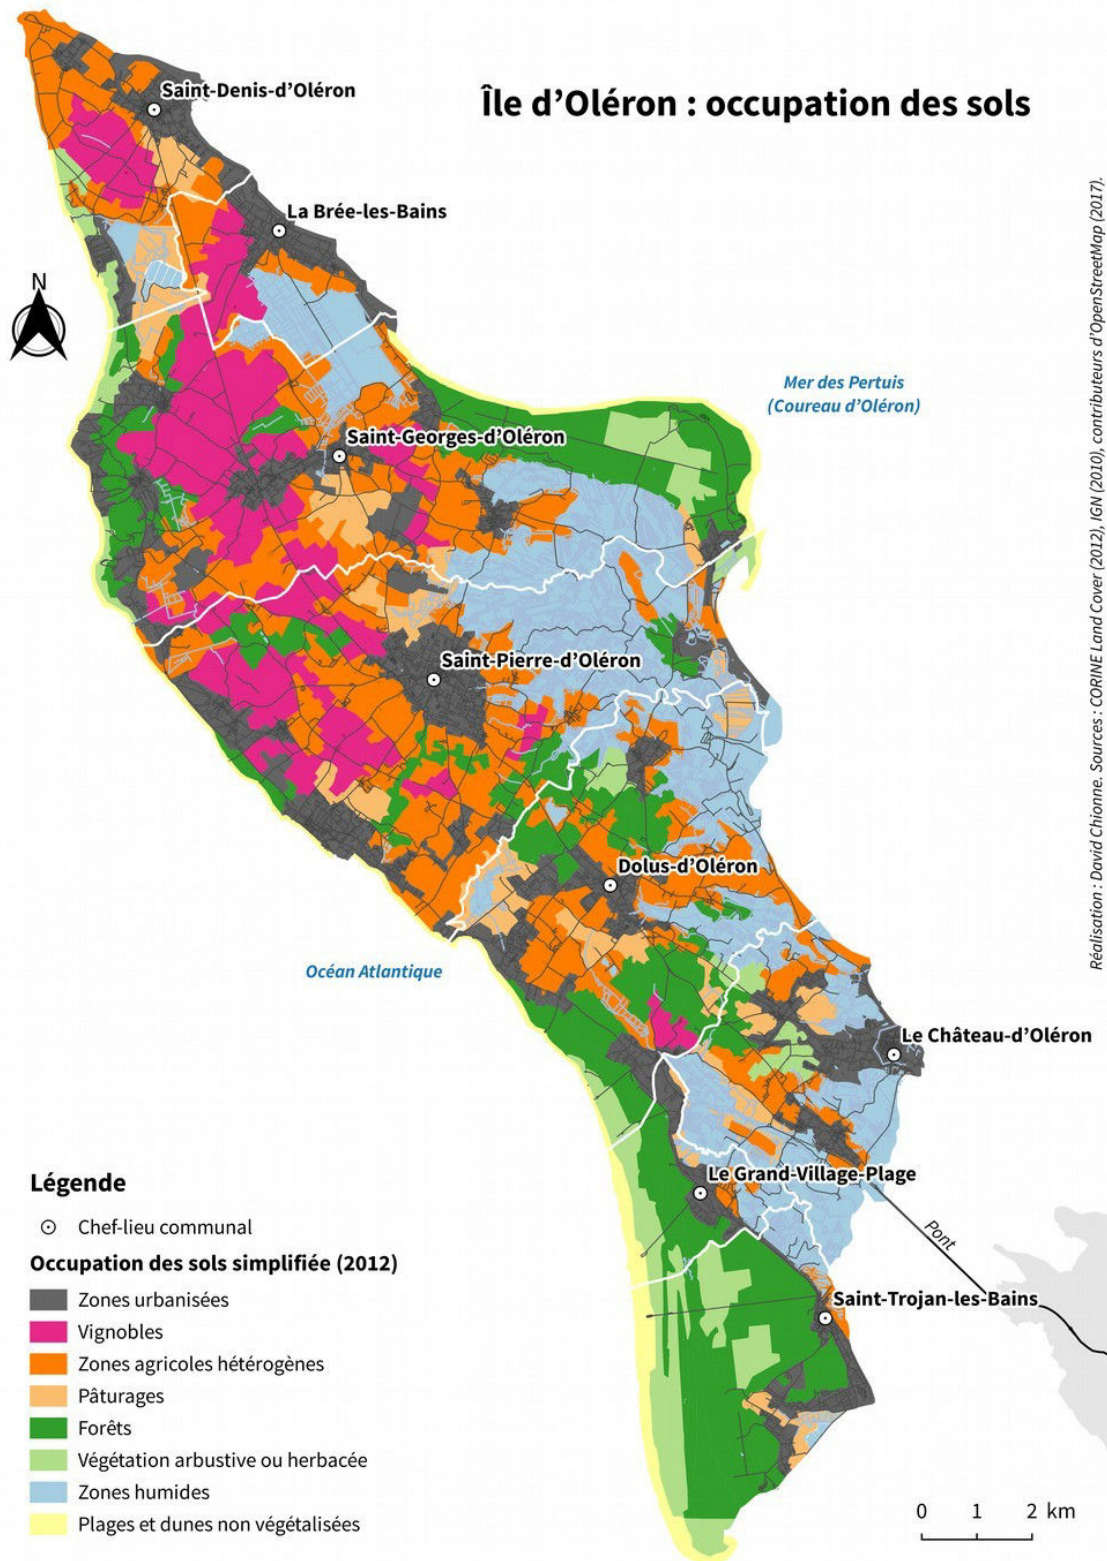 Île d’Oléron : occupation des sols
Saint-Denis-d’Oléron
La Brée-les-Bains
N
Mer des Pertuis
(Coureau d’Oléron)
Saint-Georges-d’Oléron
Saint-Pierre-d’Oléron
Dolus-d’Oléron
Océan Atlantique
Le Château-d’Oléron
Le Grand-Village-Plage
Pont
Saint-Trojan-les-Bains
Légende
Chef-lieu communal
Occupation des sols simplifiée (2012)
Zones urbanisées
Vignobles
Zones agricoles hétérogènes
Pâturages
Forêts
Végétation arbustive ou herbacée
Zones humides
Plages et dunes non végétalisées
0 1 2 km
Réalisation : David Chionne. Sources : CORINE Land Cover (2012), IGN (2010), contributeurs d’OpenStreetMap (2017).